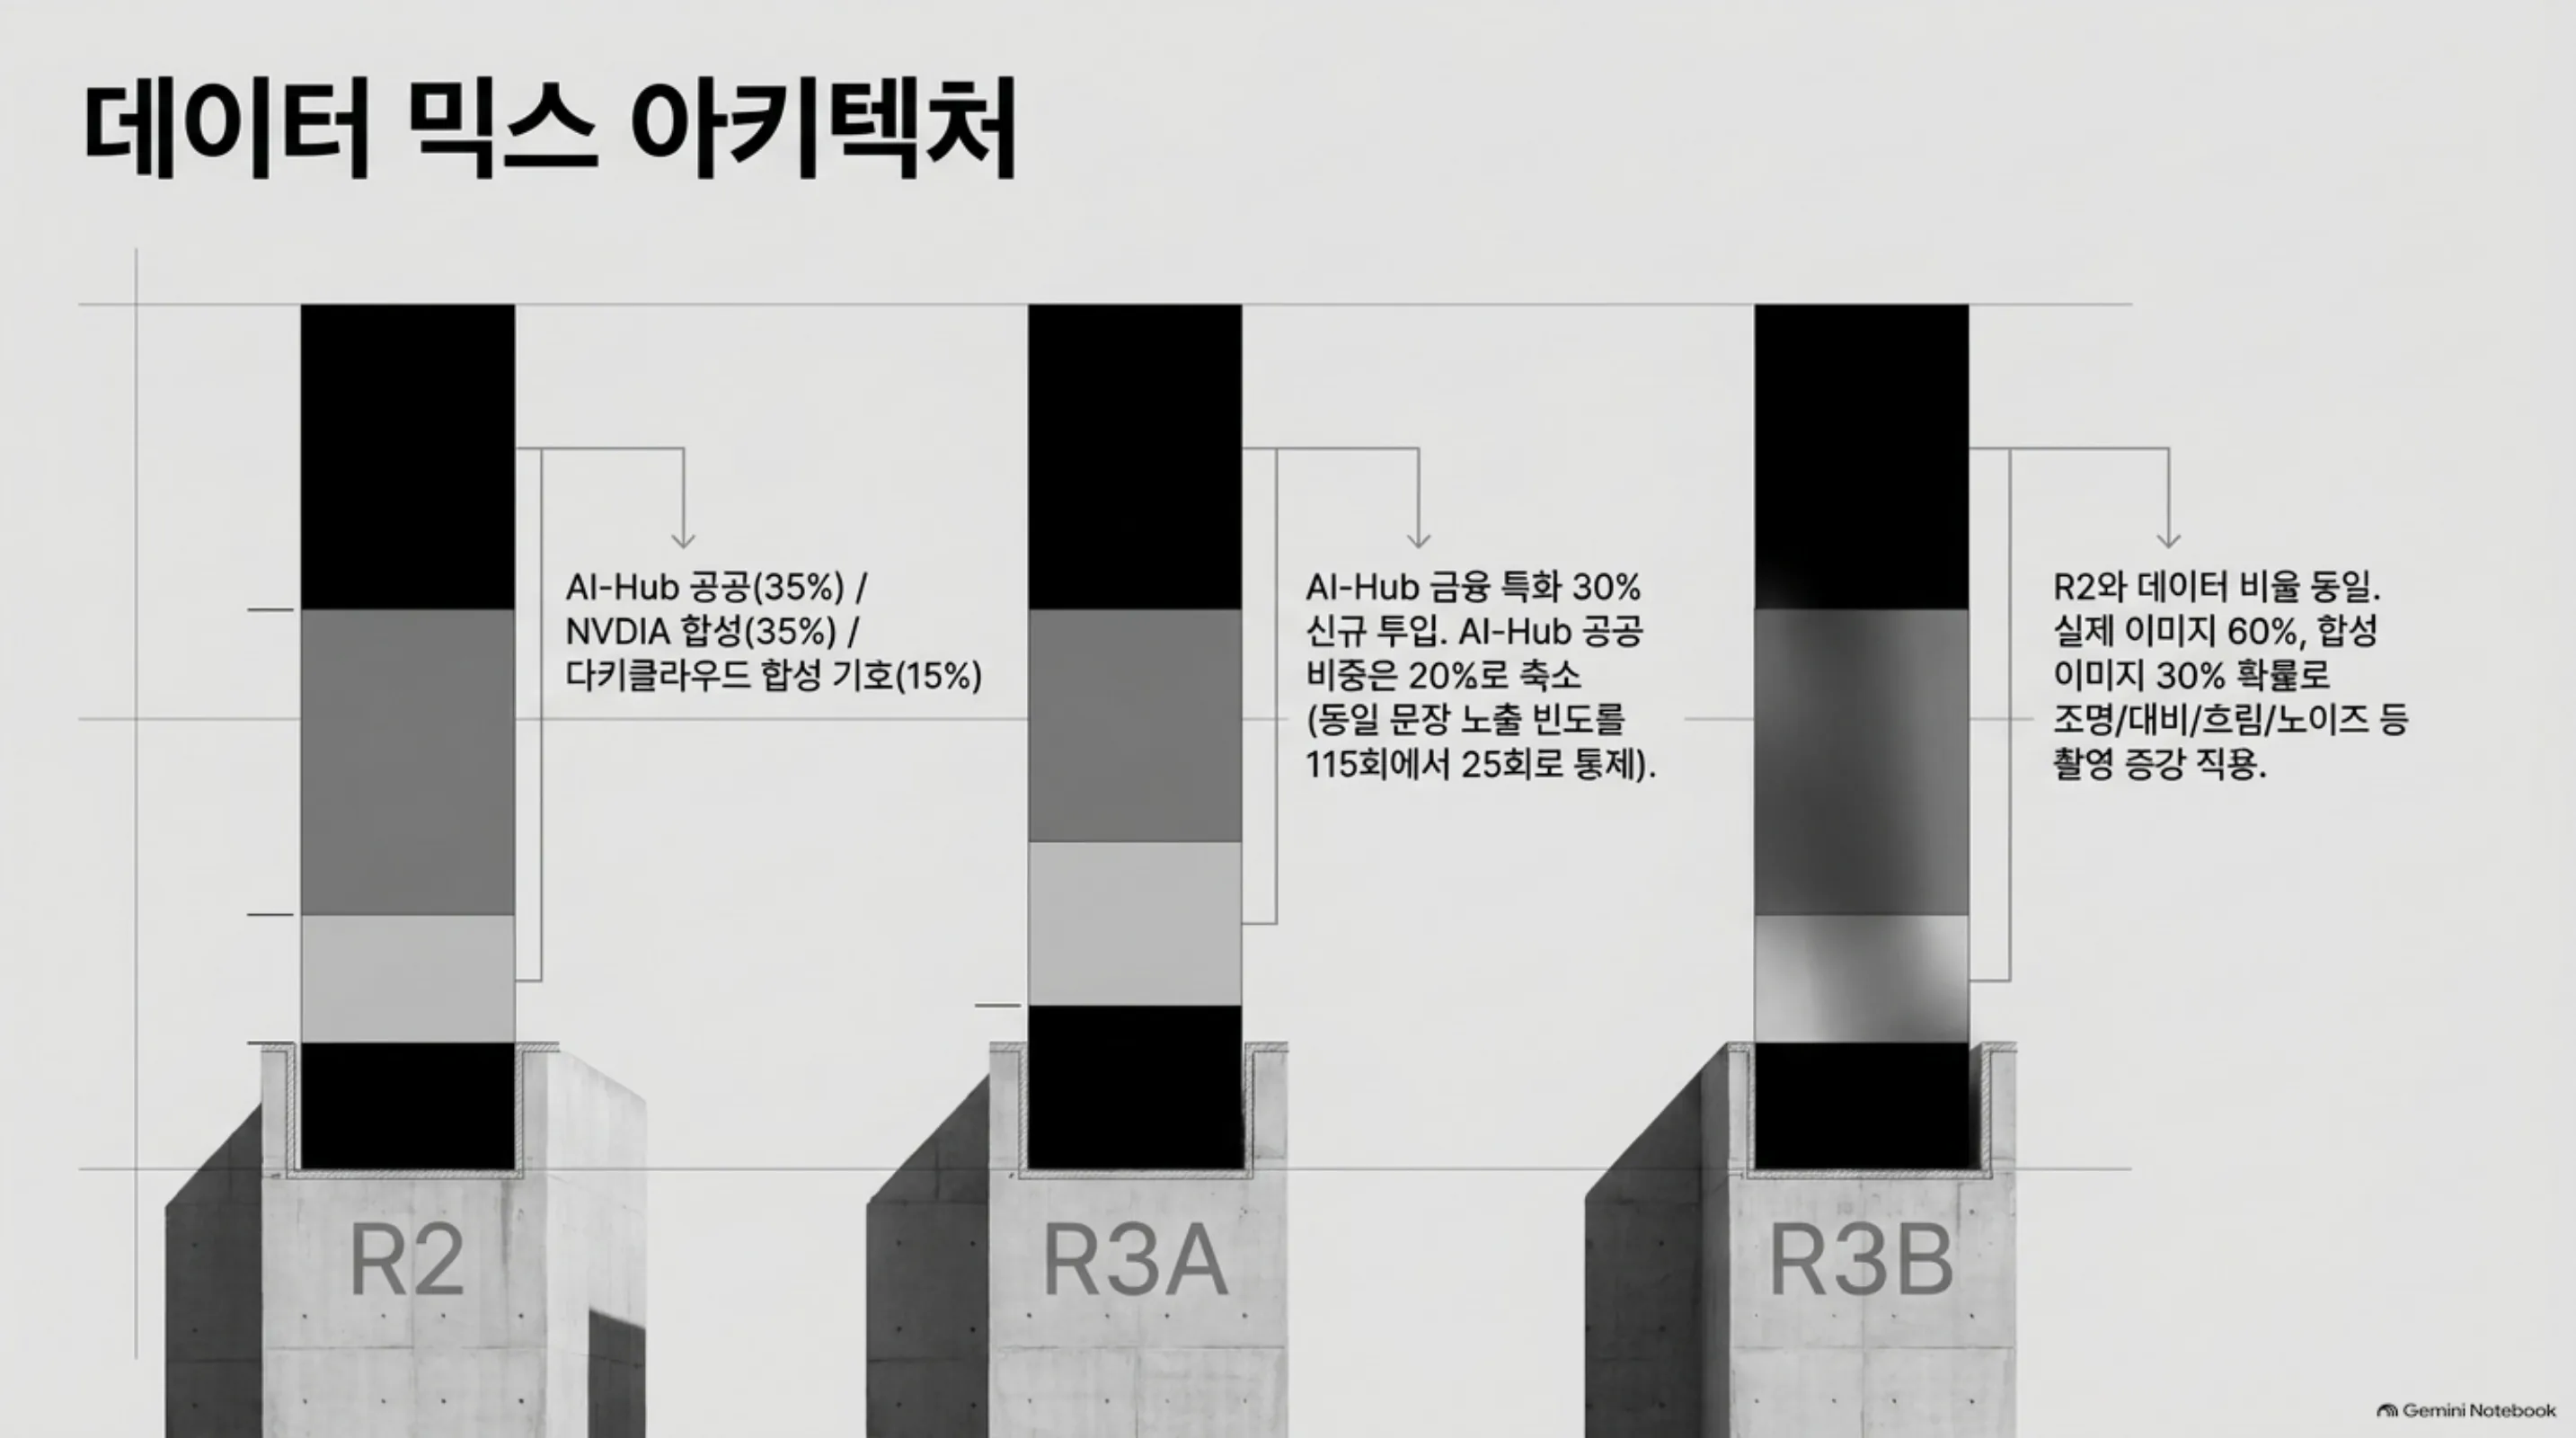 데이터 믹스 아키텍처
AI-Hub 공공(35%) /
NVDIA 합성(35%) /
다키클라우드 합성 기호(15%)
AI-Hub 금융 특화 30%
신규 투입. AI-Hub 공공
비중은 20%로 축소
(동일 문장 노출 빈도를
115회에서 25회로 통제).
R2와 데이터 비율 동일.
실제 이미지 60%, 합성
이미지 30% 확률로
조명/대비/흐림/노이즈 등
촬영 증강 직용.
R2
R3A
R3B
Gemini Notebook